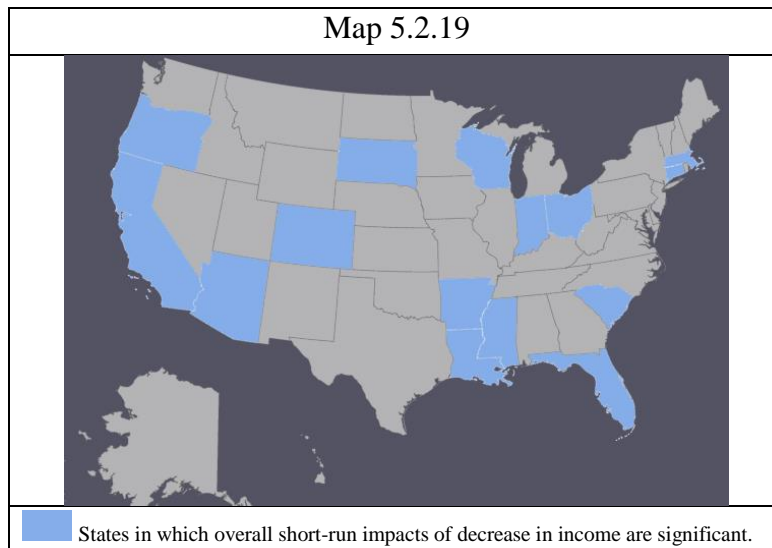 Map 5.2.19
States in which overall short-run impacts of decrease in income are significant.